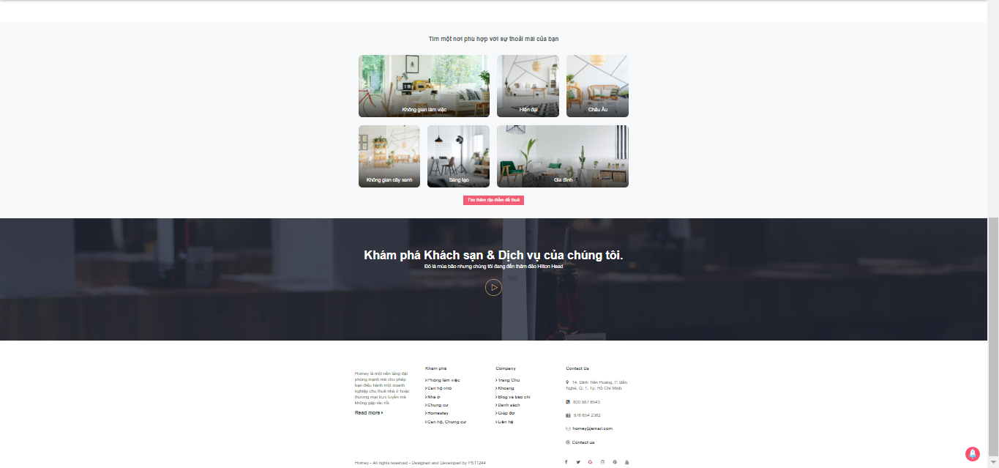 Tìm một nơi phù hợp với sự thoải mái của bạn
Không gian làm việc
Hiện đại
Châu Âu
Không gian cây xanh
Sáng tạo
Gia đình
Tìm thêm địa điểm để thuê
Khám phá Khách sạn & Dịch vụ của chúng tôi.
Đó là mùa bão nhưng chúng tôi đang đến thăm đảo Hilton Head
Homey là một nền tảng đặt
phòng mạnh mẽ cho phép
bạn điều hành một doanh
nghiệp cho thuê nhà ở hoặc
thương mại trực tuyến mà
không gặp rắc rối.
Read more
Khám phá
Phòng làm việc
Căn hộ nhỏ
Nhà ở
Chung cư
Homestay
Căn hộ, Chung cư
Company
Trang Chủ
Khoảng
Blog và báo chí
Danh sách
Giúp đỡ
Liên hệ
Contact Us
14, Đinh Tiên Hoàng, P. Bến
Nghé, Q. 1, Tp. Hồ Chí Minh.
800 987 6543
876 654 2362
homey@email.com
Contact us
Homey - All rights reserved - Designed and Developed by PS11244